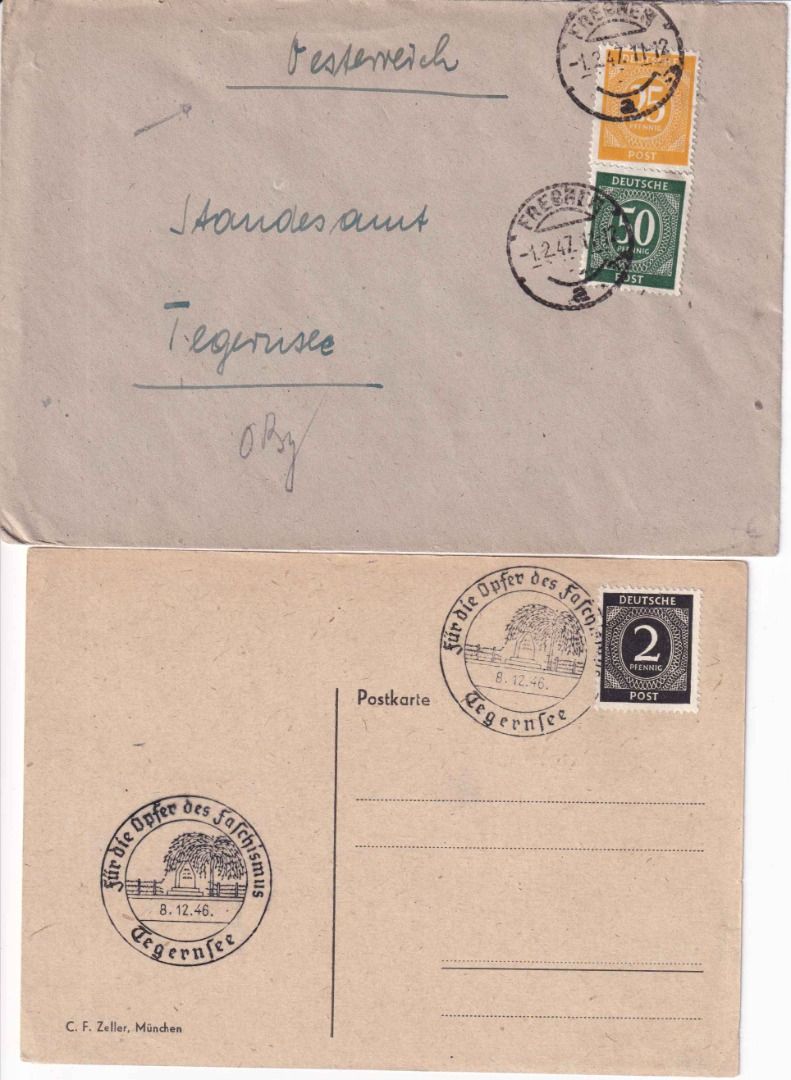 Oesterreich
FRECHEN
-1.2.47.11-12
a
25
PFENNIG
POST
Standesamt
FRECHEN
-1.2.47.11-12
a
DEUTSCHE
50
PFENNIG
POST
Tegernsee
OBy
Für die Opfer des Faschismus
8.12.46.
Tegernsee
DEUTSCHE
2
PFENNIG
POST
Postkarte
Für die Opfer des Faschismus
8.12.46.
Tegernsee
C. F. Zeller, München